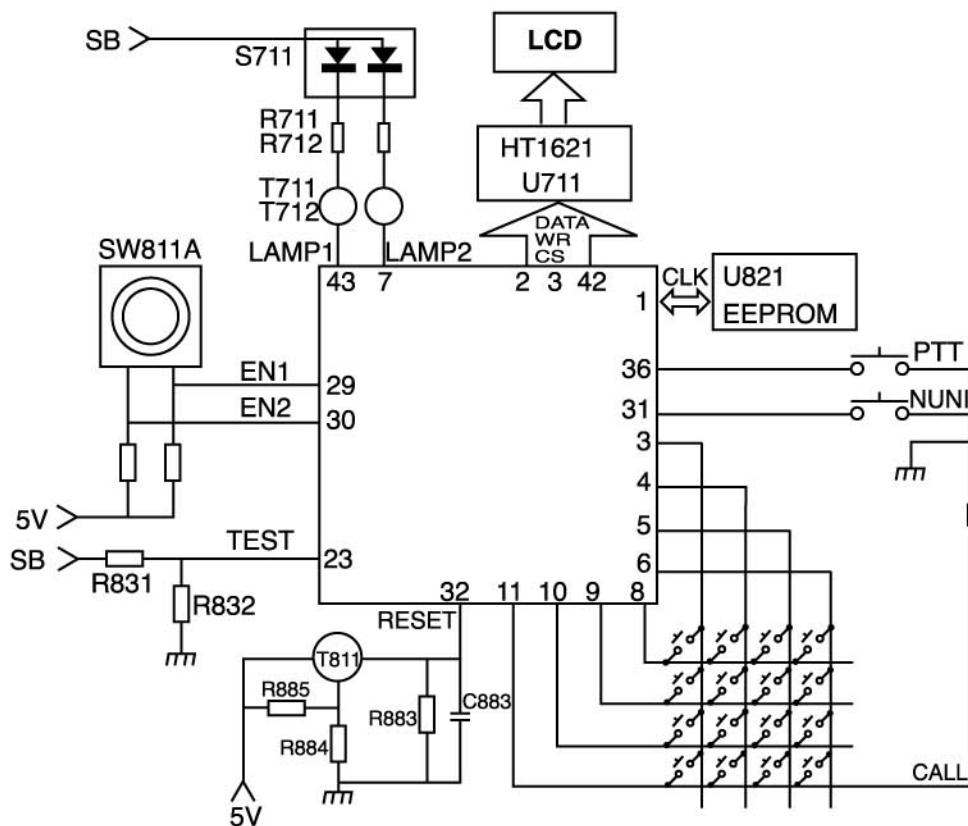 SB
S711
LCD
R711
R712
HT1621
U711
T711
T712
DATA
WR
CS
SW811A
LAMP1
LAMP2
43
7
2
3
42
CLK
U821
EEPROM
1
PTT
36
EN1
29
NUNI
31
EN2
30
3
4
5V
5
TEST
SB
23
6
R831
R832
32
11
10
9
8
RESET
T811
R885
C883
R883
R884
CALL
5V